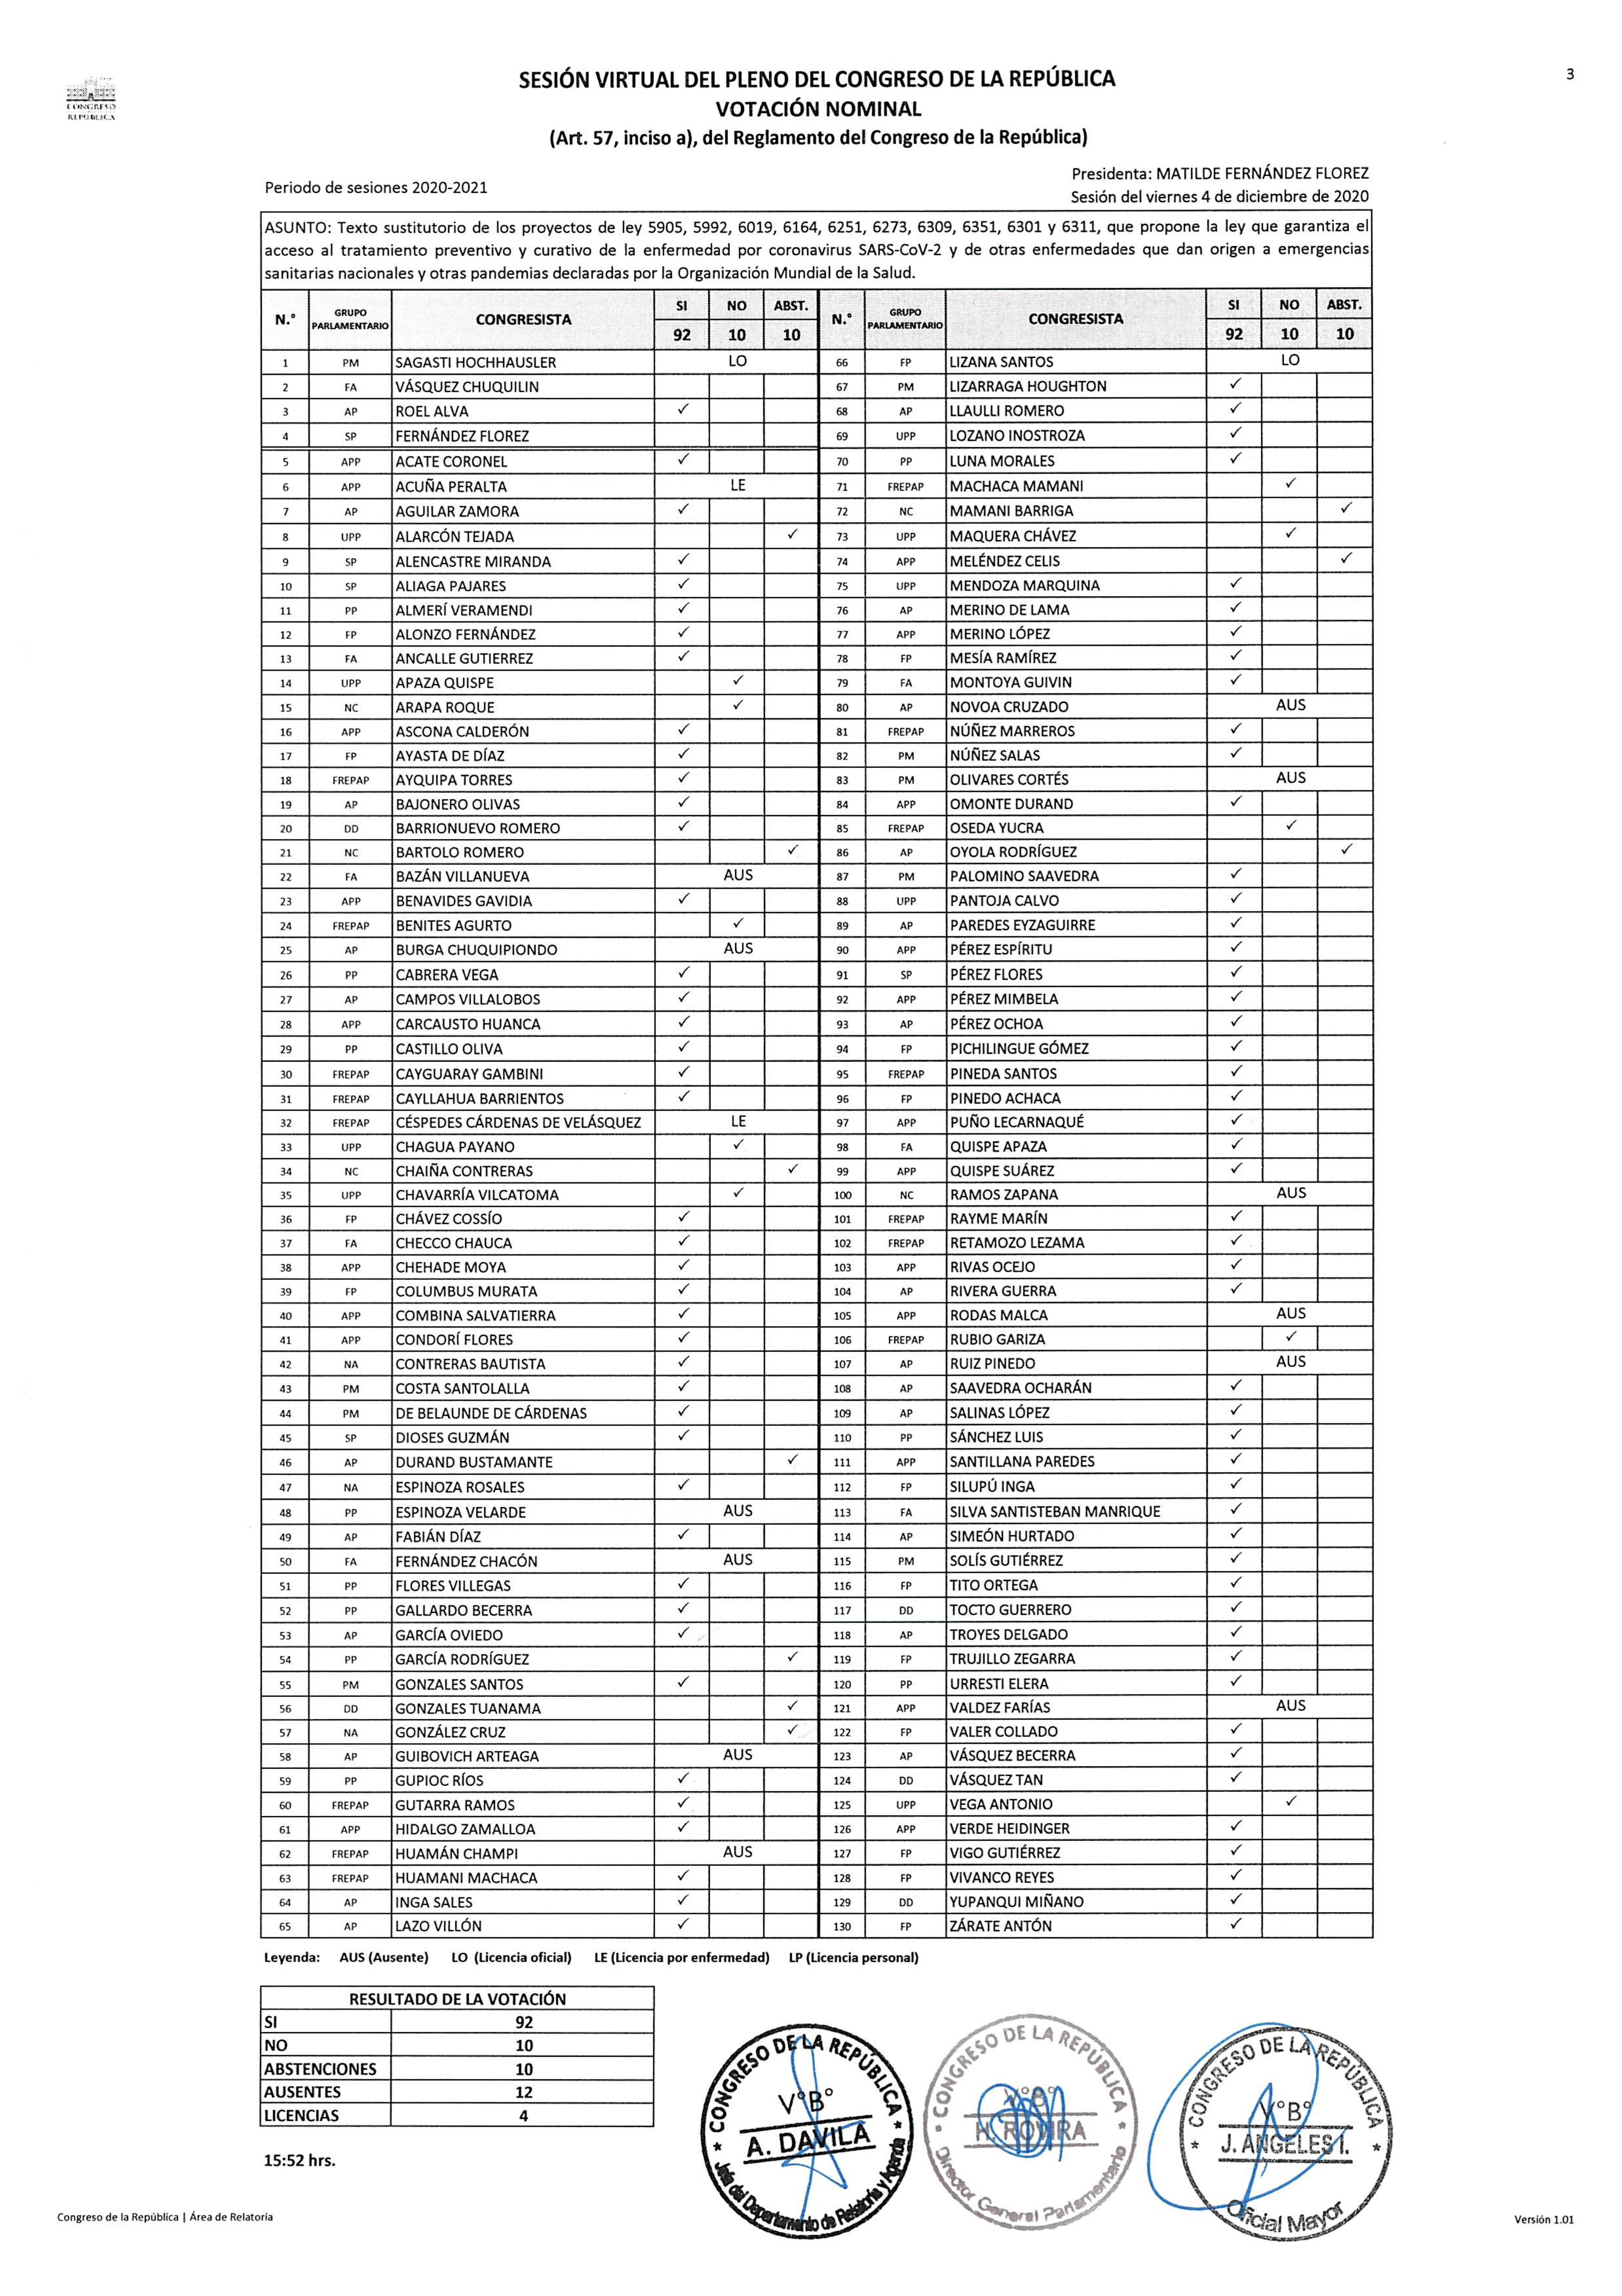 CONGRESO
REPÚBLICA
3
SESIÓN VIRTUAL DEL PLENO DEL CONGRESO DE LA REPÚBLICA
VOTACIÓN NOMINAL
(Art. 57, inciso a), del Reglamento del Congreso de la República)
Periodo de sesiones 2020-2021
Presidenta: MATILDE FERNÁNDEZ FLOREZ
Sesión del viernes 4 de diciembre de 2020
ASUNTO: Texto sustitutorio de los proyectos de ley 5905, 5992, 6019, 6164, 6251, 6273, 6309, 6351, 6301 y 6311, que propone la ley que garantiza el
acceso al tratamiento preventivo y curativo de la enfermedad por coronavirus SARS-CoV-2 y de otras enfermedades que dan origen a emergencias
sanitarias nacionales y otras pandemias declaradas por la Organización Mundial de la Salud.
N.° GRUPO PARLAMENTARIO CONGRESISTA SI NO ABST. N.° GRUPO PARLAMENTARIO CONGRESISTA SI NO ABST.
92 10 10 92 10 10
1 PM SAGASTI HOCHHAUSLER LO 66 FP LIZANA SANTOS LO
2 FA VÁSQUEZ CHUQUILIN 67 PM LIZARRAGA HOUGHTON ✓
3 AP ROEL ALVA ✓ 68 AP LLAULLI ROMERO ✓
4 SP FERNÁNDEZ FLOREZ 69 UPP LOZANO INOSTROZA ✓
5 APP ACATE CORONEL ✓ 70 PP LUNA MORALES ✓
6 APP ACUÑA PERALTA LE 71 FREPAP MACHACA MAMANI ✓
7 AP AGUILAR ZAMORA ✓ 72 NC MAMANI BARRIGA ✓
8 UPP ALARCÓN TEJADA ✓ 73 UPP MAQUERA CHÁVEZ ✓
9 SP ALENCASTRE MIRANDA ✓ 74 APP MELÉNDEZ CELIS ✓
10 SP ALIAGA PAJARES ✓ 75 UPP MENDOZA MARQUINA ✓
11 PP ALMERÍ VERAMENDI ✓ 76 AP MERINO DE LAMA ✓
12 FP ALONZO FERNÁNDEZ ✓ 77 APP MERINO LÓPEZ ✓
13 FA ANCALLE GUTIERREZ ✓ 78 FP MESÍA RAMÍREZ ✓
14 UPP APAZA QUISPE ✓ 79 FA MONTOYA GUIVIN ✓
15 NC ARAPA ROQUE ✓ 80 AP NOVOA CRUZADO AUS
16 APP ASCONA CALDERÓN ✓ 81 FREPAP NÚÑEZ MARREROS ✓
17 FP AYASTA DE DÍAZ ✓ 82 PM NÚÑEZ SALAS ✓
18 FREPAP AYQUIPA TORRES ✓ 83 PM OLIVARES CORTÉS AUS
19 AP BAJONERO OLIVAS ✓ 84 APP OMONTE DURAND ✓
20 DD BARRIONUEVO ROMERO ✓ 85 FREPAP OSEDA YUCRA ✓
21 NC BARTOLO ROMERO ✓ 86 AP OYOLA RODRÍGUEZ ✓
22 FA BAZÁN VILLANUEVA AUS 87 PM PALOMINO SAAVEDRA ✓
23 APP BENAVIDES GAVIDIA ✓ 88 UPP PANTOJA CALVO ✓
24 FREPAP BENITES AGURTO ✓ 89 AP PAREDES EYZAGUIRRE ✓
25 AP BURGA CHUQUIPIONDO AUS 90 APP PÉREZ ESPÍRITU ✓
26 PP CABRERA VEGA ✓ 91 SP PÉREZ FLORES ✓
27 AP CAMPOS VILLALOBOS ✓ 92 APP PÉREZ MIMBELA ✓
28 APP CARCAUSTO HUANCA ✓ 93 AP PÉREZ OCHOA ✓
29 PP CASTILLO OLIVA ✓ 94 FP PICHILINGUE GÓMEZ ✓
30 FREPAP CAYGUARAY GAMBINI ✓ 95 FREPAP PINEDA SANTOS ✓
31 FREPAP CAYLLAHUA BARRIENTOS ✓ 96 FP PINEDO ACHACA ✓
32 FREPAP CÉSPEDES CÁRDENAS DE VELÁSQUEZ LE 97 APP PUÑO LECARNAQUÉ ✓
33 UPP CHAGUA PAYANO ✓ 98 FA QUISPE APAZA ✓
34 NC CHAIÑA CONTRERAS ✓ 99 APP QUISPE SUÁREZ ✓
35 UPP CHAVARRÍA VILCATOMA ✓ 100 NC RAMOS ZAPANA AUS
36 FP CHÁVEZ COSSÍO ✓ 101 FREPAP RAYME MARÍN ✓
37 FA CHECCO CHAUCA ✓ 102 FREPAP RETAMOZO LEZAMA ✓
38 APP CHEHADE MOYA ✓ 103 APP RIVAS OCEJO ✓
39 FP COLUMBUS MURATA ✓ 104 AP RIVERA GUERRA ✓
40 APP COMBINA SALVATIERRA ✓ 105 APP RODAS MALCA AUS
41 APP CONDORÍ FLORES ✓ 106 FREPAP RUBIO GARIZA ✓
42 NA CONTRERAS BAUTISTA ✓ 107 AP RUIZ PINEDO AUS
43 PM COSTA SANTOLALLA ✓ 108 AP SAAVEDRA OCHARÁN ✓
44 PM DE BELAUNDE DE CÁRDENAS ✓ 109 AP SALINAS LÓPEZ ✓
45 SP DIOSES GUZMÁN ✓ 110 PP SÁNCHEZ LUIS ✓
46 AP DURAND BUSTAMANTE ✓ 111 APP SANTILLANA PAREDES ✓
47 NA ESPINOZA ROSALES ✓ 112 FP SILUPÚ INGA ✓
48 PP ESPINOZA VELARDE AUS 113 FA SILVA SANTISTEBAN MANRIQUE ✓
49 AP FABIÁN DÍAZ ✓ 114 AP SIMEÓN HURTADO ✓
50 FA FERNÁNDEZ CHACÓN AUS 115 PM SOLÍS GUTIÉRREZ ✓
51 PP FLORES VILLEGAS ✓ 116 FP TITO ORTEGA ✓
52 PP GALLARDO BECERRA ✓ 117 DD TOCTO GUERRERO ✓
53 AP GARCÍA OVIEDO ✓ 118 AP TROYES DELGADO ✓
54 PP GARCÍA RODRÍGUEZ ✓ 119 FP TRUJILLO ZEGARRA ✓
55 PM GONZALES SANTOS ✓ 120 PP URRESTI ELERA ✓
56 DD GONZALES TUANAMA ✓ 121 APP VALDEZ FARÍAS AUS
57 NA GONZÁLEZ CRUZ ✓ 122 FP VALER COLLADO ✓
58 AP GUIBOVICH ARTEAGA AUS 123 AP VÁSQUEZ BECERRA ✓
59 PP GUPIOC RÍOS ✓ 124 DD VÁSQUEZ TAN ✓
60 FREPAP GUTARRA RAMOS ✓ 125 UPP VEGA ANTONIO ✓
61 APP HIDALGO ZAMALLOA ✓ 126 APP VERDE HEIDINGER ✓
62 FREPAP HUAMÁN CHAMPI AUS 127 FP VIGO GUTIÉRREZ ✓
63 FREPAP HUAMANI MACHACA ✓ 128 FP VIVANCO REYES ✓
64 AP INGA SALES ✓ 129 DD YUPANQUI MIÑANO ✓
65 AP LAZO VILLÓN ✓ 130 FP ZÁRATE ANTÓN ✓
Leyenda: AUS (Ausente) LO (Licencia oficial) LE (Licencia por enfermedad) LP (Licencia personal)
RESULTADO DE LA VOTACIÓN
SI 92
NO 10
ABSTENCIONES 10
AUSENTES 12
LICENCIAS 4
15:52 hrs.
CONGRESO DE LA REPÚBLICA
V°B°
A. DAVILA
Jefa del Departamento de Relatoría y Agenda
CONGRESO DE LA REPÚBLICA
V°B°
H. ROVIRA
Director General Parlamentario
CONGRESO DE LA REPÚBLICA
V°B°
J. ANGELES I.
Oficial Mayor
Congreso de la República | Área de Relatoría
Versión 1.01